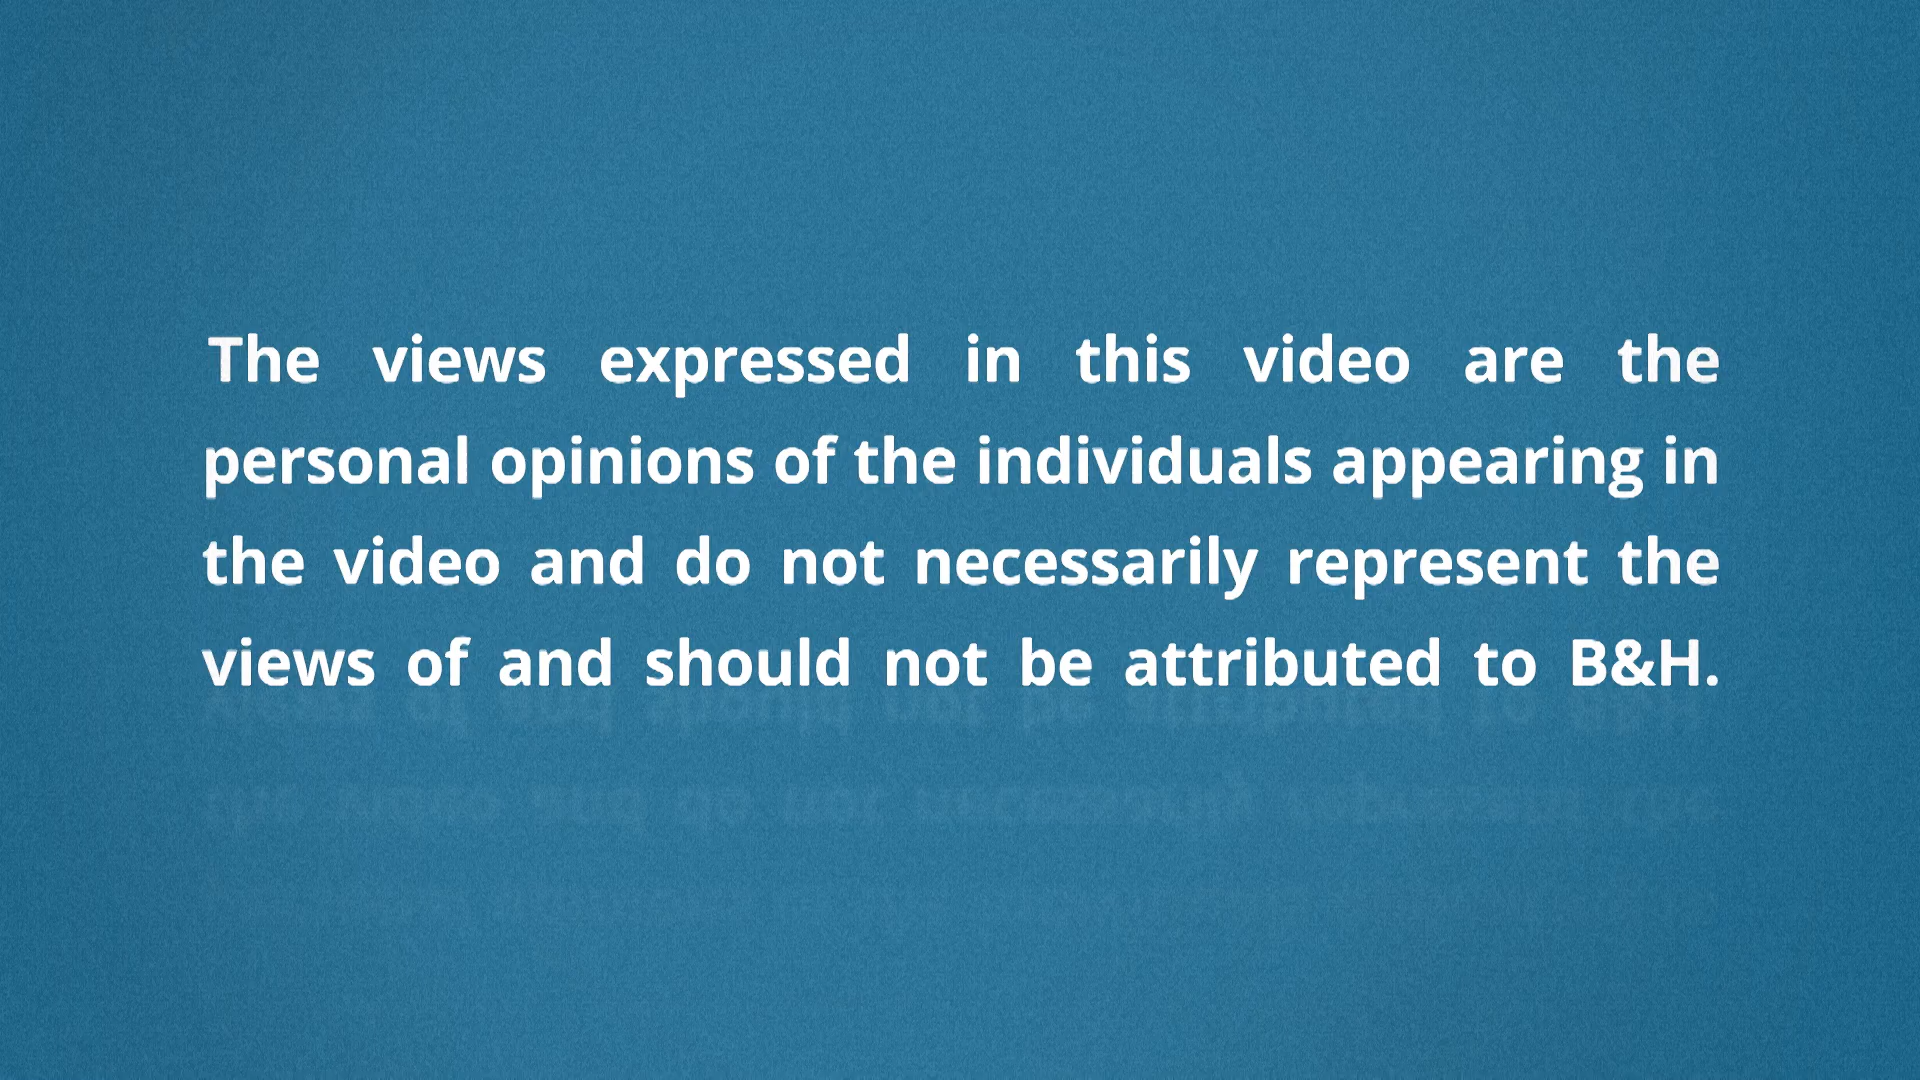 The views expressed in this video are the
personal opinions of the individuals appearing in
the video and do not necessarily represent the
views of and should not be attributed to B&H.